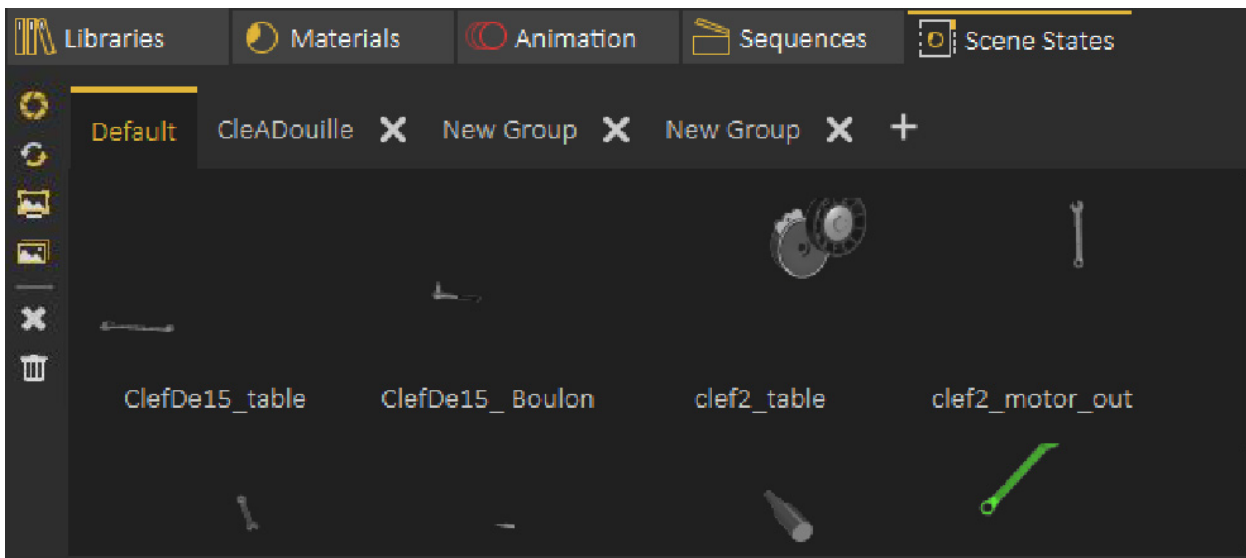 Libraries Materials Animation Sequences Scene States
Default CleADouille New Group New Group
ClefDe15_table ClefDe15_ Boulon clef2_table clef2_motor_out